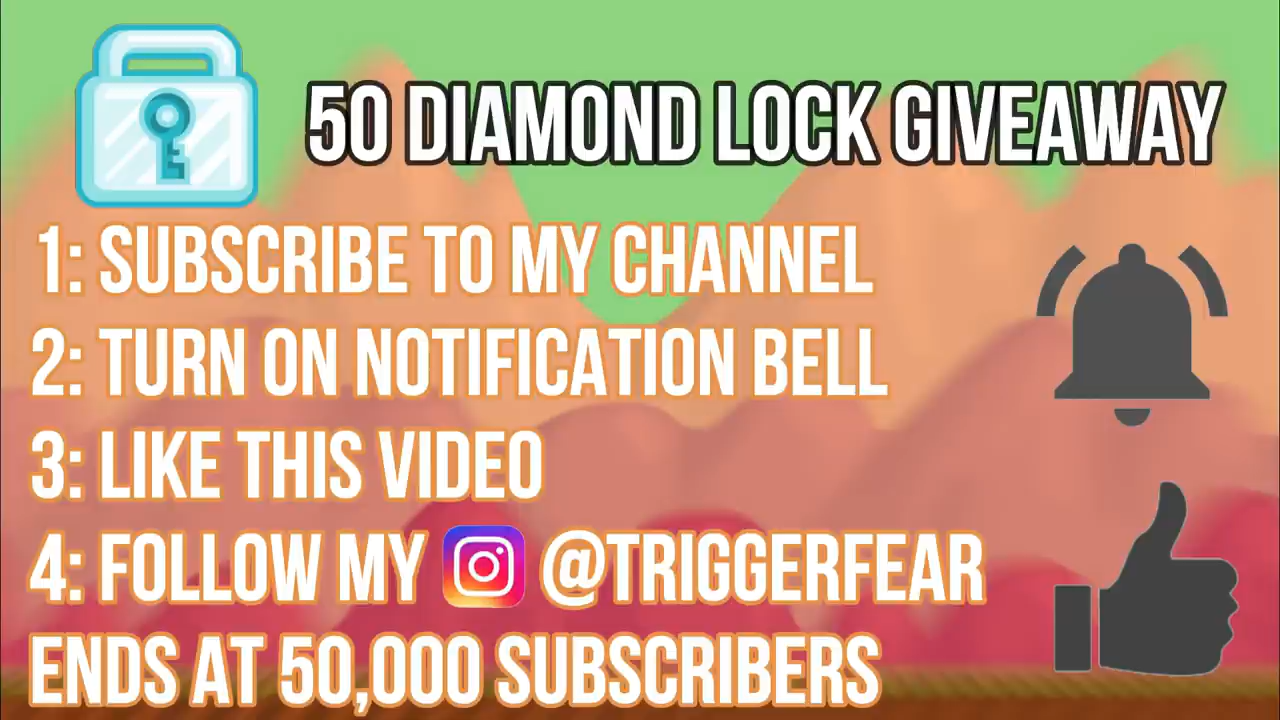 50 DIAMOND LOCK GIVEAWAY
1: SUBSCRIBE TO MY CHANNEL
2: TURN ON NOTIFICATION BELL
3: LIKE THIS VIDEO
4: FOLLOW MY @TRIGGERFEAR
ENDS AT 50,000 SUBSCRIBERS